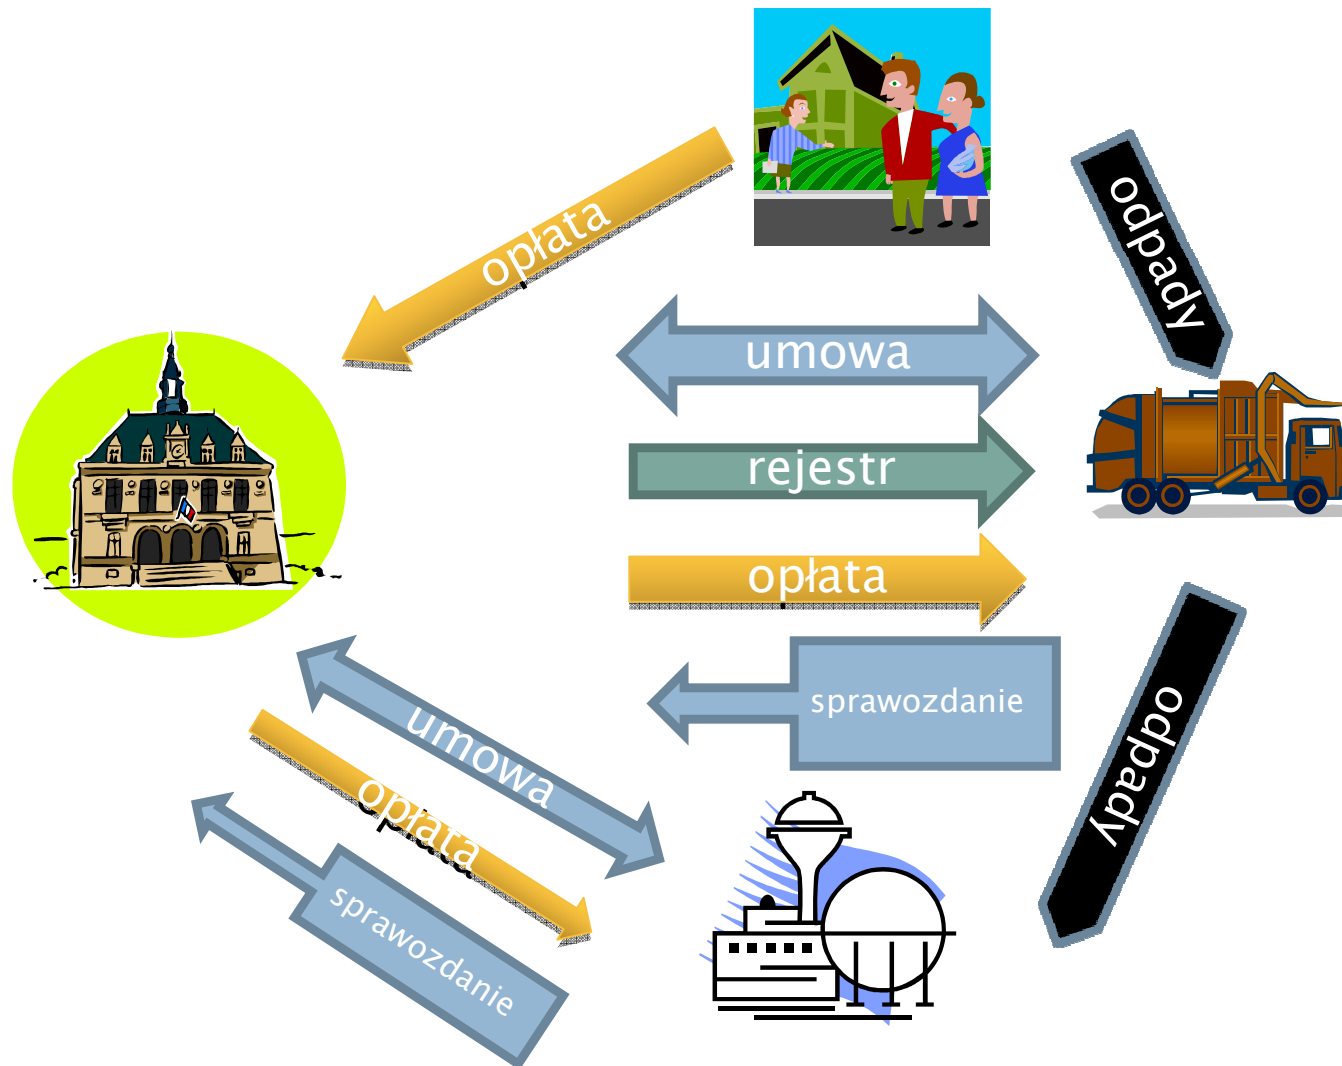 opłata
odpady
umowa
rejestr
opłata
sprawozdanie
odpady
umowa
opłata
sprawozdanie